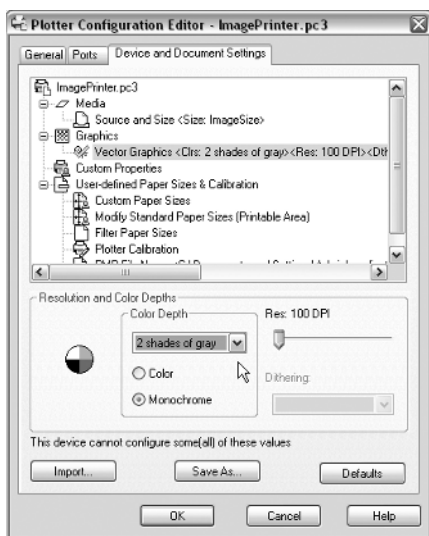 Plotter Configuration Editor - ImagePrinter.pc3
General Ports Device and Document Settings
ImagePrinter.pc3
Media
Source and Size <Size: ImageSize>
Graphics
Vector Graphics <Clrs: 2 shades of gray><Res: 100 DPI><Dith
Custom Properties
User-defined Paper Sizes & Calibration
Custom Paper Sizes
Modify Standard Paper Sizes (Printable Area)
Filter Paper Sizes
Plotter Calibration
Resolution and Color Depths
Color Depth
Res: 100 DPI
2 shades of gray
Color
Dithering:
Monochrome
This device cannot configure some(all) of these values
Import... Save As... Defaults
OK Cancel Help